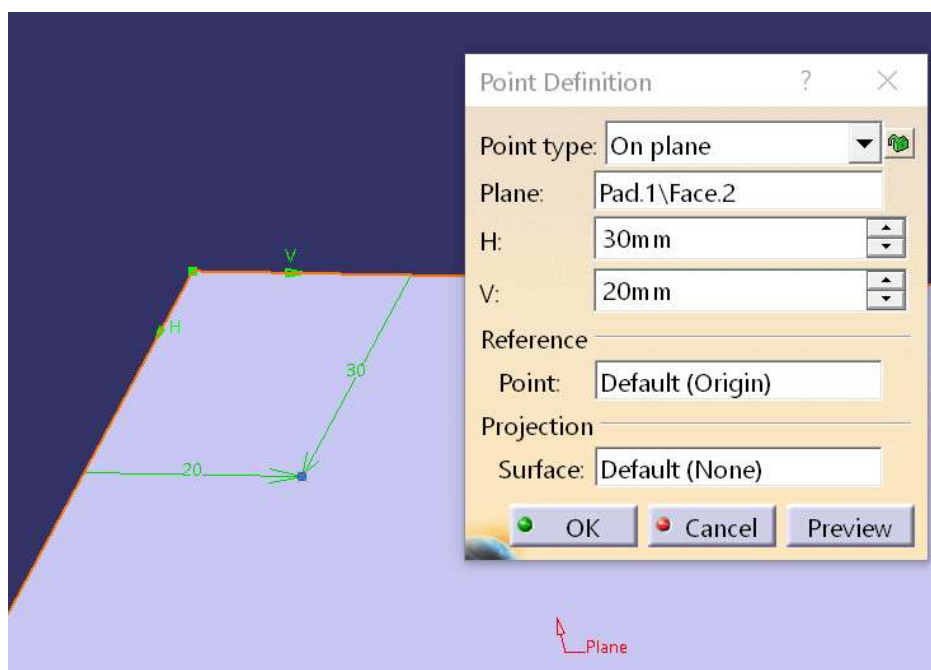 Point Definition ? ×
Point type: On plane
Plane: Pad.1\Face.2
H: 30mm
V: 20mm
Reference
Point: Default (Origin)
Projection
Surface: Default (None)
OK Cancel Preview
V
H
30
20
Plane